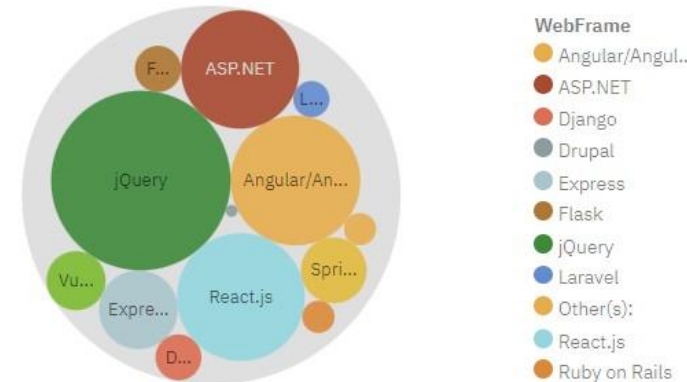 F...
ASP.NET
L...
jQuery
Angular/An...
Vu...
Expre...
React.js
Spri...
D...
WebFrame
Angular/Angul...
ASP.NET
Django
Drupal
Express
Flask
jQuery
Laravel
Other(s):
React.js
Ruby on Rails